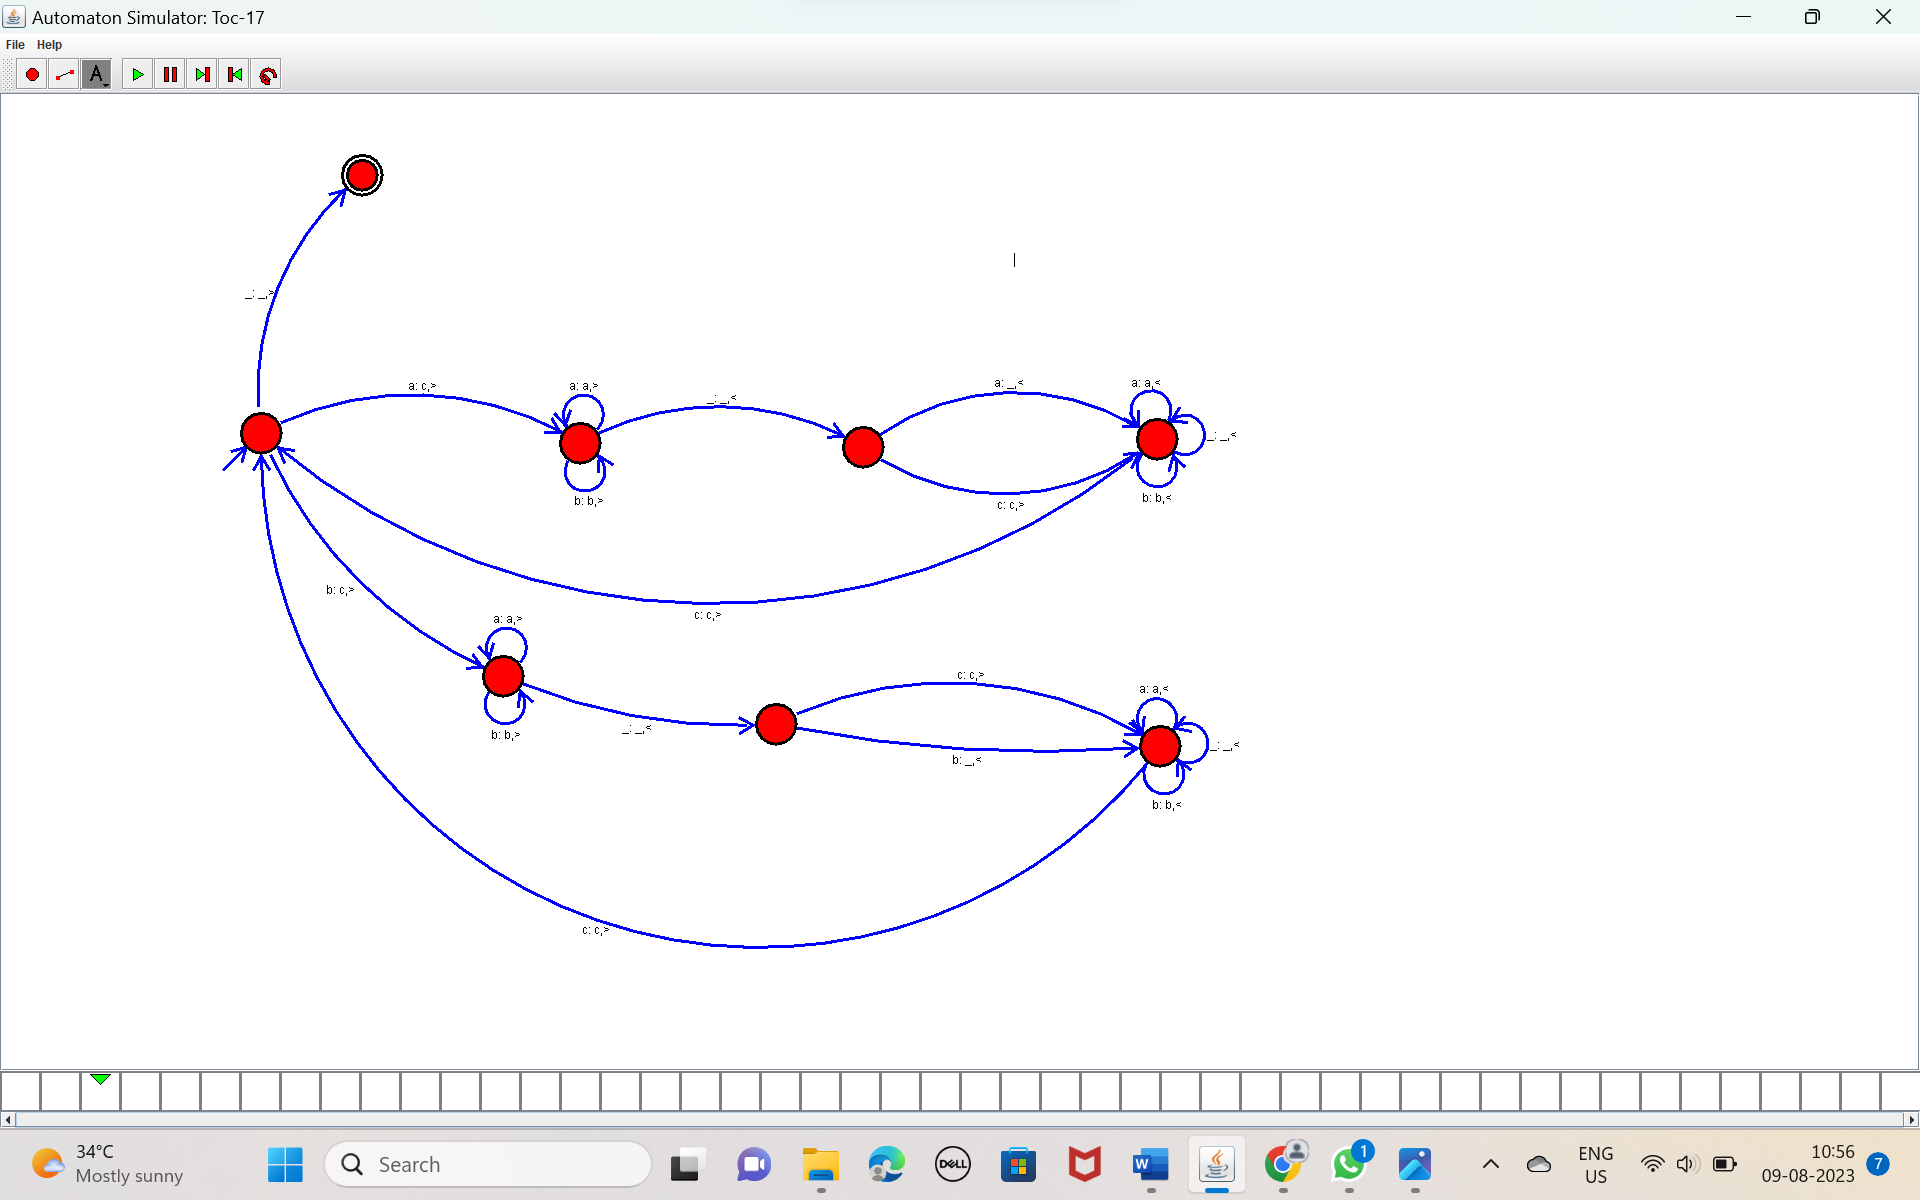 Automaton Simulator: Toc-17
File Help
A
_: _,>
a: c,>
a: a,>
_: _,<
a: _,<
a: a,<
_: _,<
b: b,>
c: c,>
b: b,<
b: c,>
c: c,>
a: a,>
c: c,>
a: a,<
b: b,>
_: _,<
b: _,<
_: _,<
b: b,<
c: c,>
34°C
Mostly sunny
Search
DELL
W
1
ENG
US
10:56
09-08-2023
7